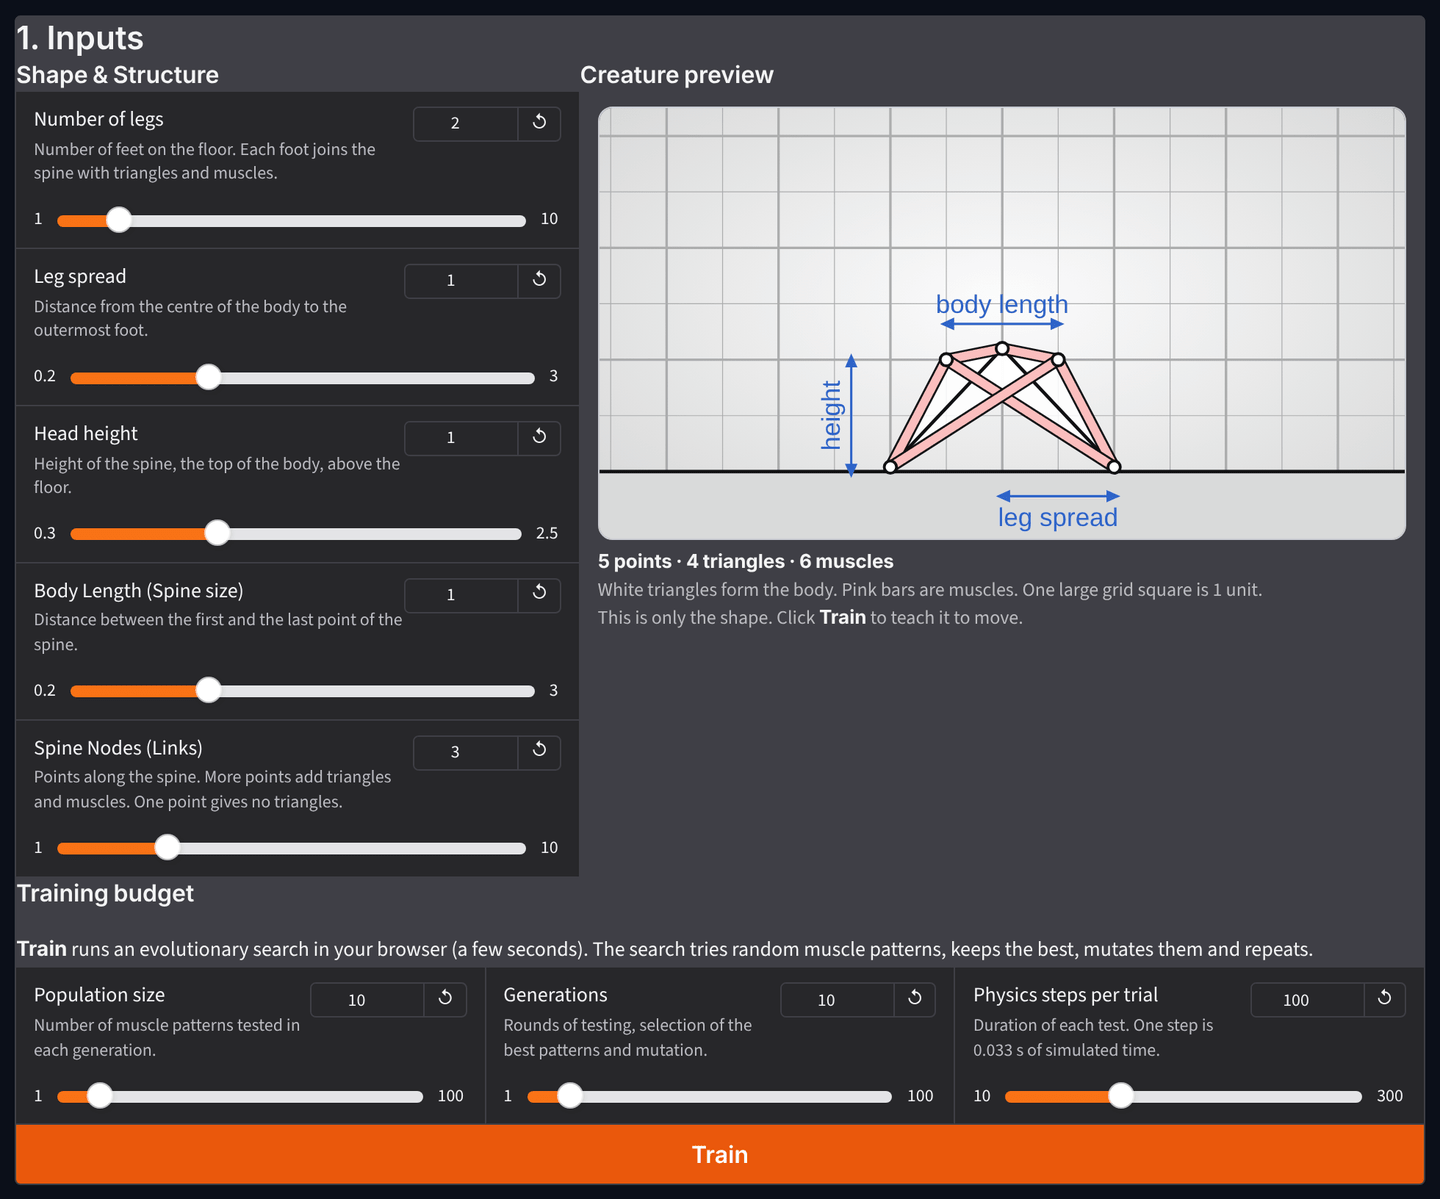 1. Inputs
Shape & Structure
Number of legs
2
Number of feet on the floor. Each foot joins the
spine with triangles and muscles.
1
10
Leg spread
1
Distance from the centre of the body to the
outermost foot.
0.2
3
Head height
1
Height of the spine, the top of the body, above the
floor.
0.3
2.5
Body Length (Spine size)
1
Distance between the first and the last point of the
spine.
0.2
3
Spine Nodes (Links)
3
Points along the spine. More points add triangles
and muscles. One point gives no triangles.
1
10
Creature preview
body length
height
leg spread
5 points · 4 triangles · 6 muscles
White triangles form the body. Pink bars are muscles. One large grid square is 1 unit.
This is only the shape. Click Train to teach it to move.
Training budget
Train runs an evolutionary search in your browser (a few seconds). The search tries random muscle patterns, keeps the best, mutates them and repeats.
Population size
10
Number of muscle patterns tested in
each generation.
1
100
Generations
10
Rounds of testing, selection of the
best patterns and mutation.
1
100
Physics steps per trial
100
Duration of each test. One step is
0.033 s of simulated time.
10
300
Train